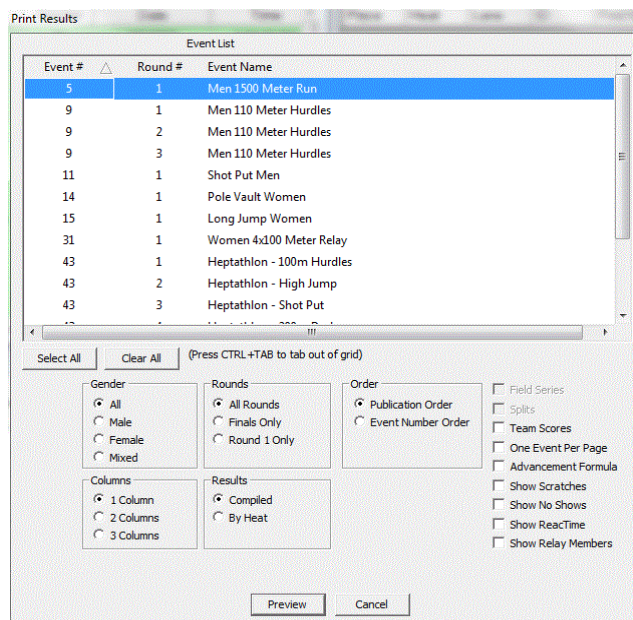 Print Results
Event List
Event # Round # Event Name
5 1 Men 1500 Meter Run
9 1 Men 110 Meter Hurdles
9 2 Men 110 Meter Hurdles
9 3 Men 110 Meter Hurdles
11 1 Shot Put Men
14 1 Pole Vault Women
15 1 Long Jump Women
31 1 Women 4x100 Meter Relay
43 1 Heptathlon - 100m Hurdles
43 2 Heptathlon - High Jump
43 3 Heptathlon - Shot Put
Select All Clear All (Press CTRL+TAB to tab out of grid)
Gender
All
Male
Female
Mixed
Rounds
All Rounds
Finals Only
Round 1 Only
Order
Publication Order
Event Number Order
Columns
1 Column
2 Columns
3 Columns
Results
Compiled
By Heat
Field Series
Splits
Team Scores
One Event Per Page
Advancement Formula
Show Scratches
Show No Shows
Show ReacTime
Show Relay Members
Preview Cancel